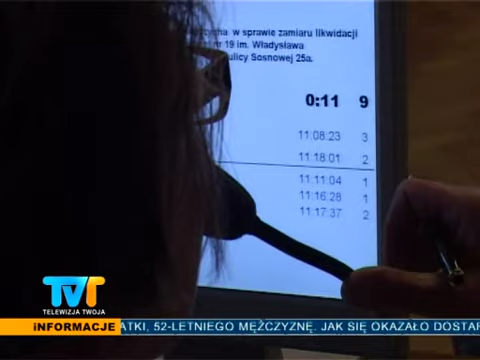 w sprawie zamiaru likwidacji
nr 19 im. Władysława
ulicy Sosnowej 25a.
0:11 9
11:08:23 3
11:18:01 2
11:11:04 1
11:16:28 1
11:17:37 2
TVT
TELEWIZJA TWOJA
iNFORMACJE ATKI, 52-LETNIEGO MĘŻCZYZNĘ. JAK SIĘ OKAZAŁO DOSTAR